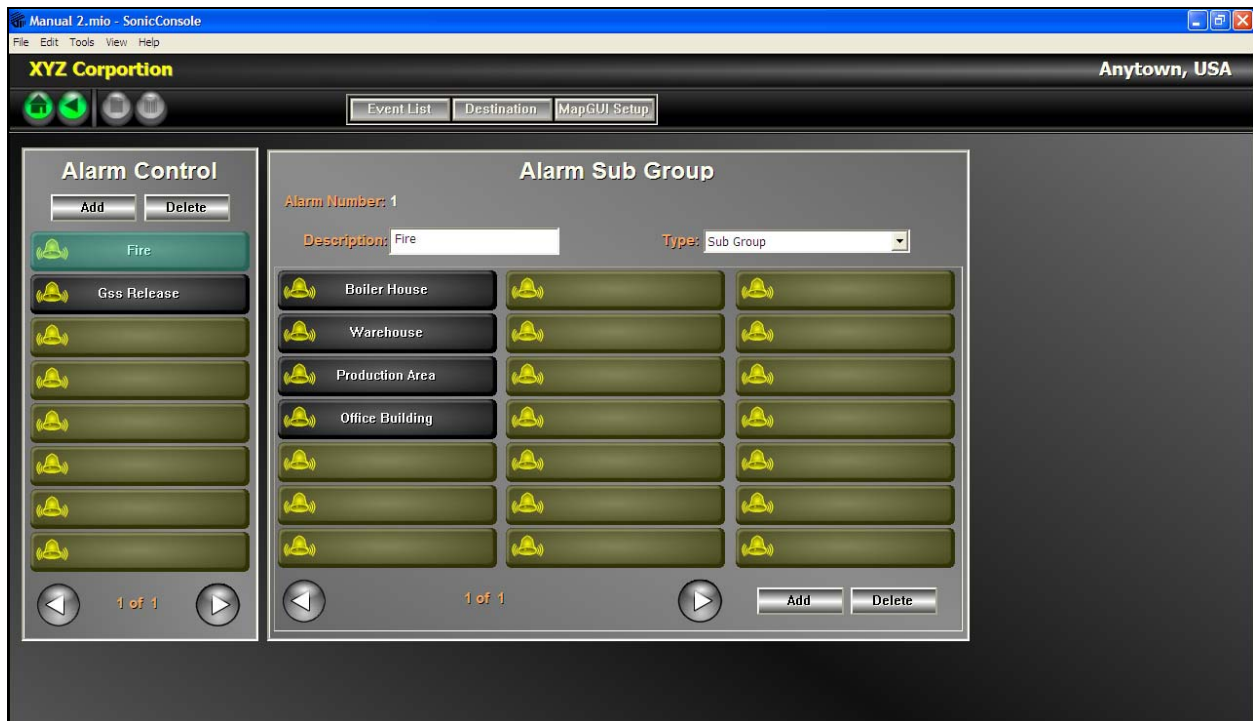 Manual 2.mio - SonicConsole
File Edit Tools View Help
XYZ Corportion
Anytown, USA
Event List Destination MapGUI Setup
Alarm Control
Add Delete
Fire
Gss Release
1 of 1
Alarm Sub Group
Alarm Number: 1
Description: Fire
Type: Sub Group
Boiler House
Warehouse
Production Area
Office Building
1 of 1
Add Delete